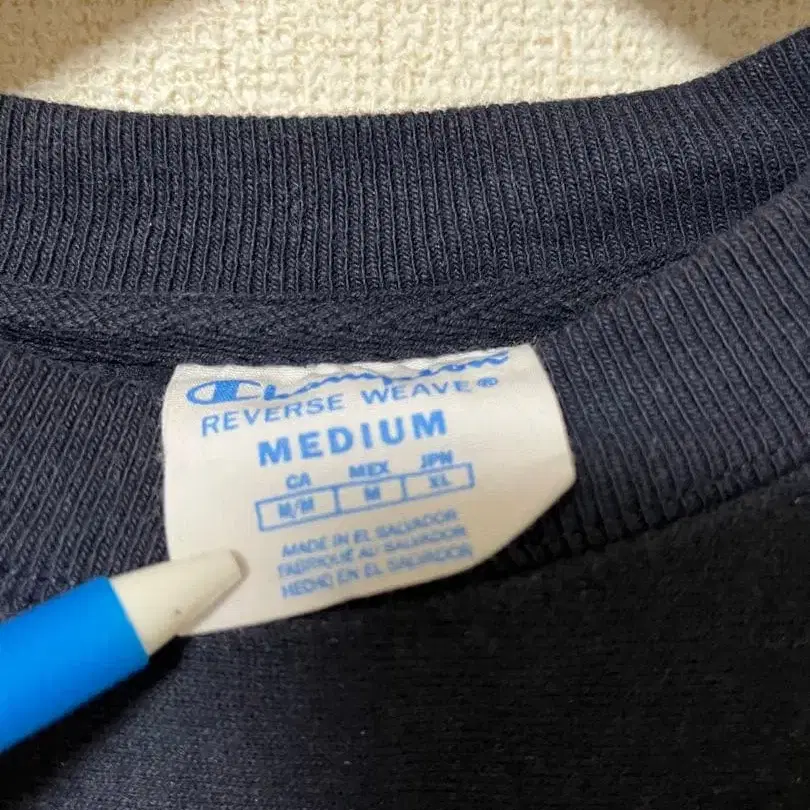 Champion
REVERSE WEAVE®
MEDIUM
CA MEX JPN
M/M M XL
MADE IN EL SALVADOR
FABRIQUÉ AU SALVADOR
HECHO EN EL SALVADOR